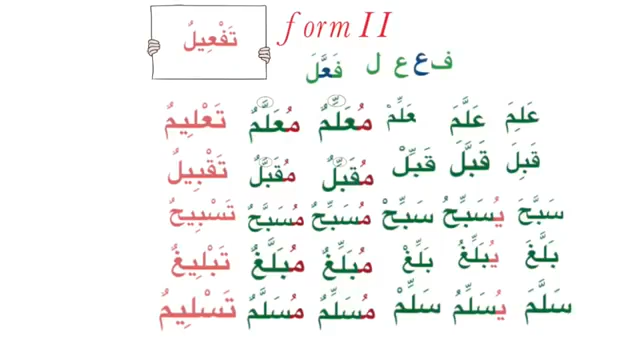 form II تَفْعِيلٌ
ف ع ع ل فَعَّلَ
عَلِمَ عَلَّمَ عَلِّمْ مُعَلِّمٌ مُعَلَّمٌ تَعْلِيمٌ
قَبِلَ قَبَّلَ قَبِّلْ مُقَبِّلٌ مُقَبَّلٌ تَقْبِيلٌ
سَبَّحَ يُسَبِّحُ سَبِّحْ مُسَبِّحٌ مُسَبَّحٌ تَسْبِيحٌ
بَلَّغَ يُبَلِّغُ بَلِّغْ مُبَلِّغٌ مُبَلَّغٌ تَبْلِيغٌ
سَلَّمَ يُسَلِّمُ سَلِّمْ مُسَلِّمٌ مُسَلَّمٌ تَسْلِيمٌ